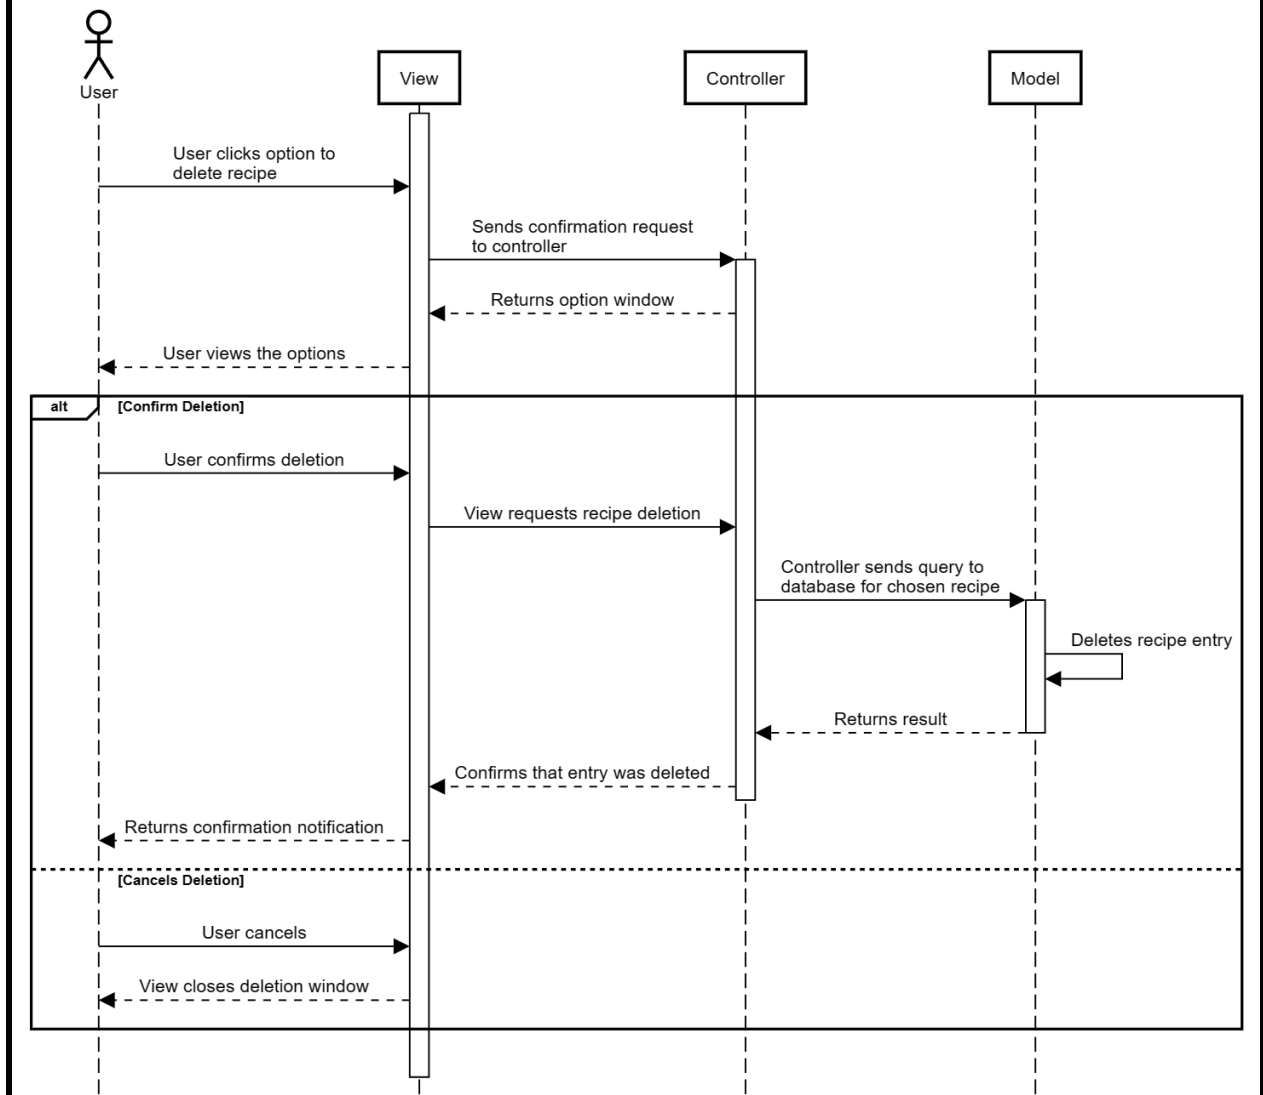 User
View
Controller
Model
User clicks option to
delete recipe
Sends confirmation request
to controller
Returns option window
User views the options
alt
[Confirm Deletion]
User confirms deletion
View requests recipe deletion
Controller sends query to
database for chosen recipe
Deletes recipe entry
Returns result
Confirms that entry was deleted
Returns confirmation notification
[Cancels Deletion]
User cancels
View closes deletion window